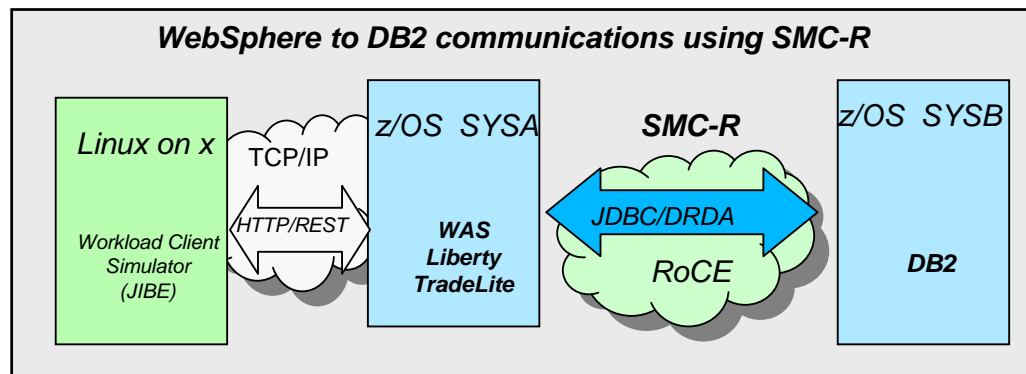 WebSphere to DB2 communications using SMC-R
Linux on x
Workload Client
Simulator
(JIBE)
TCP/IP
HTTP/REST
z/OS SYSA
WAS
Liberty
TradeLite
SMC-R
JDBC/DRDA
RoCE
z/OS SYSB
DB2